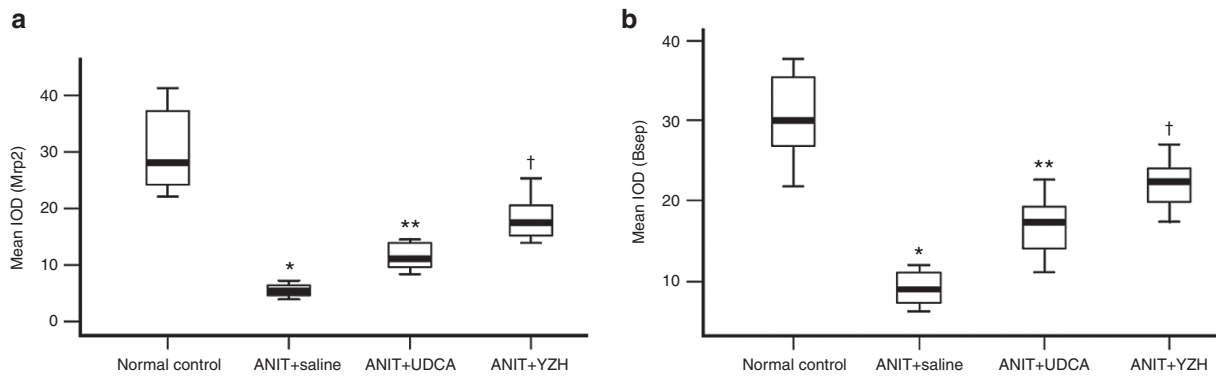 a
Mean IOD (Mrp2)
40
30
20
10
0
*
**
†
Normal control
ANIT+saline
ANIT+UDCA
ANIT+YZH
b
Mean IOD (Bsep)
40
30
20
10
*
**
†
Normal control
ANIT+saline
ANIT+UDCA
ANIT+YZH